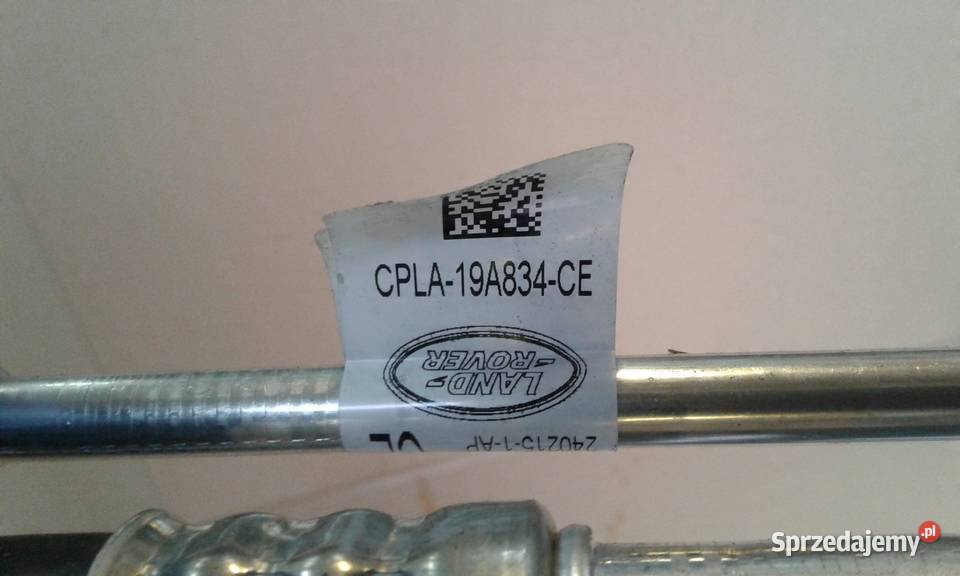 CPLA-19A834-CE
LAND-
-ROVER
240215-1-AP
Sprzedajemy.pl